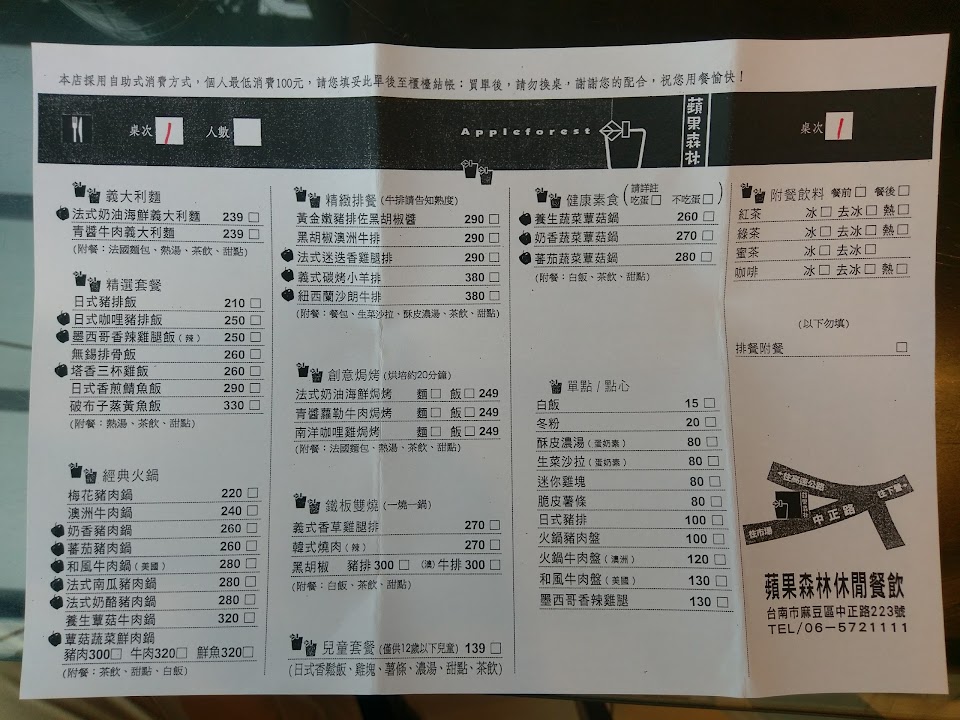 本店採用自助式消費方式，個人最低消費100元，請您填妥此單後至櫃檯結帳：買單後，請勿換桌，謝謝您的配合，祝您用餐愉快！
桌次 1 人數
Appleforest
蘋果森林
桌次 1
義大利麵
法式奶油海鮮義大利麵 239 □
青醬牛肉義大利麵 239 □
(附餐：法國麵包、熱湯、茶飲、甜點)
精選套餐
日式豬排飯 210 □
日式咖哩豬排飯 250 □
墨西哥香辣雞腿飯(辣) 250 □
無錫排骨飯 260 □
塔香三杯雞飯 260 □
日式香煎鯖魚飯 290 □
破布子蒸黃魚飯 330 □
(附餐：熱湯、茶飲、甜點)
經典火鍋
梅花豬肉鍋 220 □
澳洲牛肉鍋 240 □
奶香豬肉鍋 260 □
蕃茄豬肉鍋 260 □
和風牛肉鍋(美國) 280 □
法式南瓜豬肉鍋 280 □
法式奶酪豬肉鍋 280 □
養生蕈菇牛肉鍋 320 □
蕈菇蔬菜鮮肉鍋
豬肉300□ 牛肉320□ 鮮魚320□
(附餐：茶飲、甜點、白飯)
精緻排餐(牛排請告知熟度)
黃金嫩豬排佐黑胡椒醬 290 □
黑胡椒澳洲牛排 290 □
法式迷迭香雞腿排 290 □
義式碳烤小羊排 380 □
紐西蘭沙朗牛排 380 □
(附餐：餐包、生菜沙拉、酥皮濃湯、茶飲、甜點)
創意焗烤(烘培約20分鐘)
法式奶油海鮮焗烤 麵□ 飯□ 249
青醬蘿勒牛肉焗烤 麵□ 飯□ 249
南洋咖哩雞焗烤 麵□ 飯□ 249
(附餐：法國麵包、熱湯、茶飲、甜點)
鐵板雙燒(一燒一鍋)
義式香草雞腿排 270 □
韓式燒肉(辣) 270 □
黑胡椒 豬排300 □ (澳)牛排300 □
(附餐：白飯、茶飲、甜點)
兒童套餐(僅供12歲以下兒童) 139 □
(日式香鬆飯、雞塊、薯條、濃湯、甜點、茶飲)
健康素食(請詳註 吃蛋□ 不吃蛋□)
養生蔬菜蕈菇鍋 260 □
奶香蔬菜蕈菇鍋 270 □
蕃茄蔬菜蕈菇鍋 280 □
(附餐：白飯、茶飲、甜點)
單點/點心
白飯 15 □
冬粉 20 □
酥皮濃湯(蛋奶素) 80 □
生菜沙拉(蛋奶素) 80 □
迷你雞塊 80 □
脆皮薯條 80 □
日式豬排 100 □
火鍋豬肉盤 100 □
火鍋牛肉盤(澳洲) 120 □
和風牛肉盤(美國) 130 □
墨西哥香辣雞腿 130 □
附餐飲料 餐前□ 餐後□
紅茶 冰□ 去冰□ 熱□
綠茶 冰□ 去冰□ 熱□
蜜茶 冰□ 去冰□
咖啡 冰□ 去冰□ 熱□
(以下勿填)
排餐附餐 □
往高速公路
往下營
中正路
往市場
蘋果森林休閒餐飲
台南市麻豆區中正路223號
TEL/06-5721111